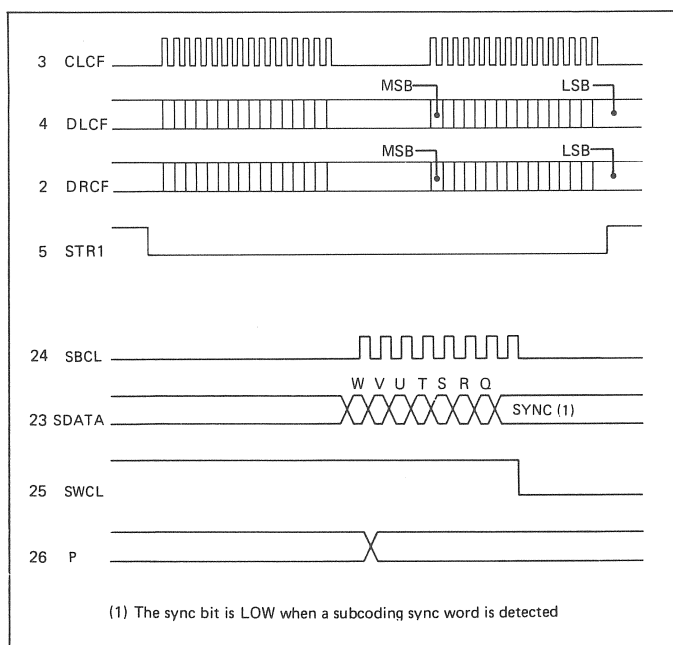 3 CLCF
MSB LSB
4 DLCF
MSB LSB
2 DRCF
5 STR1
24 SBCL
W V U T S R Q
23 SDATA SYNC (1)
25 SWCL
26 P
(1) The sync bit is LOW when a subcoding sync word is detected